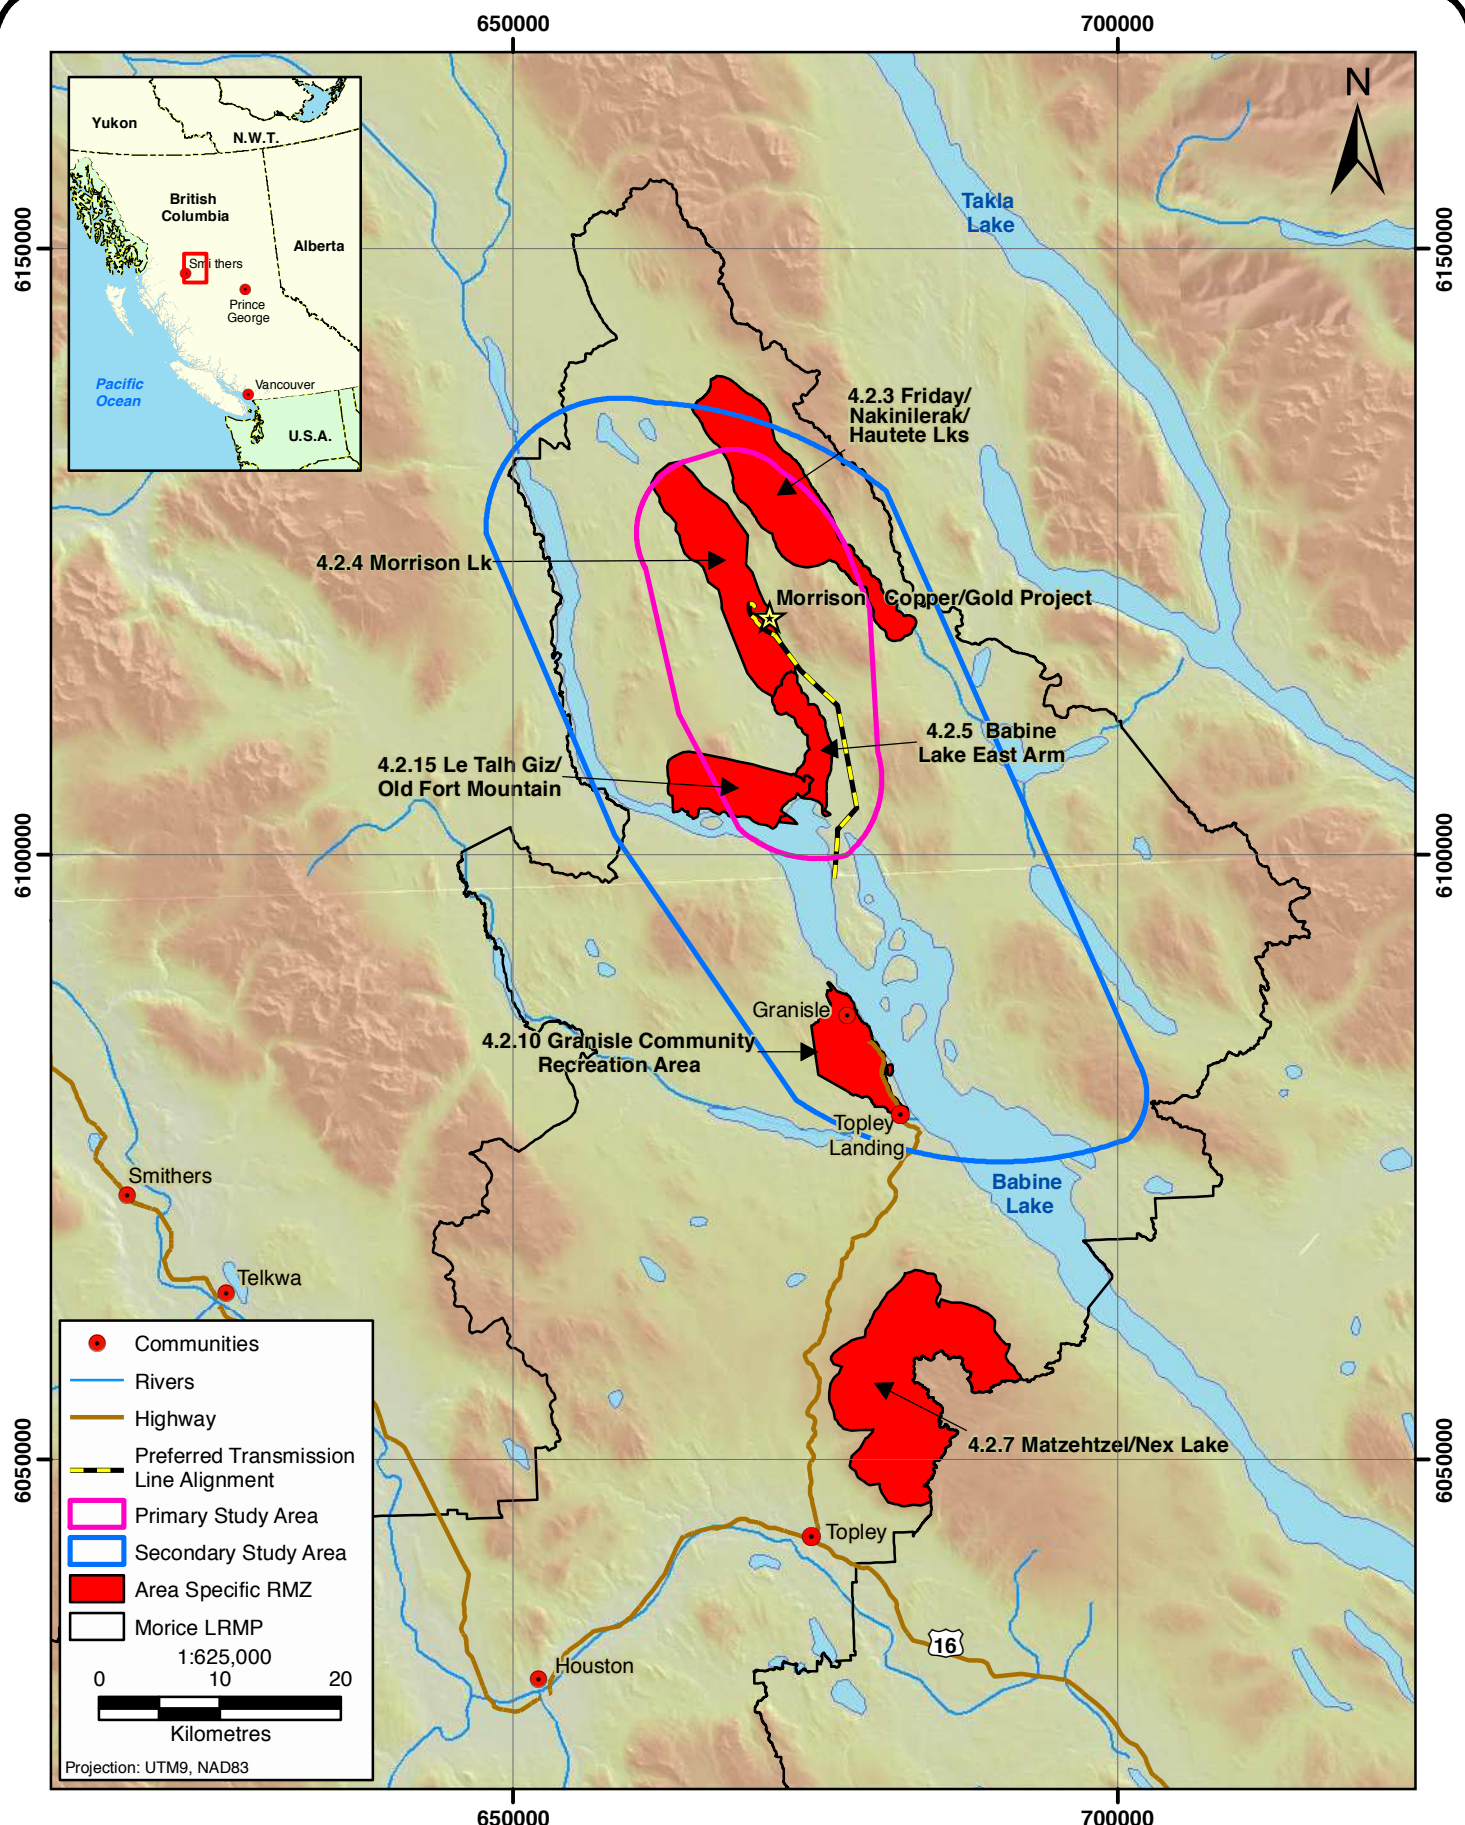 650000
700000
N
Yukon
N.W.T.
British
Columbia
Alberta
Smithers
Prince
George
Pacific
Ocean
Vancouver
U.S.A.
Takla
Lake
6150000
6150000
4.2.3 Friday/
Nakinilerak/
Hautete Lks
4.2.4 Morrison Lk
Morrison Copper/Gold Project
4.2.5 Babine
Lake East Arm
4.2.15 Le Talh Giz/
Old Fort Mountain
6100000
6100000
Granisle
4.2.10 Granisle Community
Recreation Area
Topley
Landing
Babine
Lake
Smithers
Telkwa
6050000
6050000
4.2.7 Matzehtzel/Nex Lake
Topley
16
Houston
Communities
Rivers
Highway
Preferred Transmission
Line Alignment
Primary Study Area
Secondary Study Area
Area Specific RMZ
Morice LRMP
1:625,000
0 10 20
Kilometres
Projection: UTM9, NAD83
650000
700000